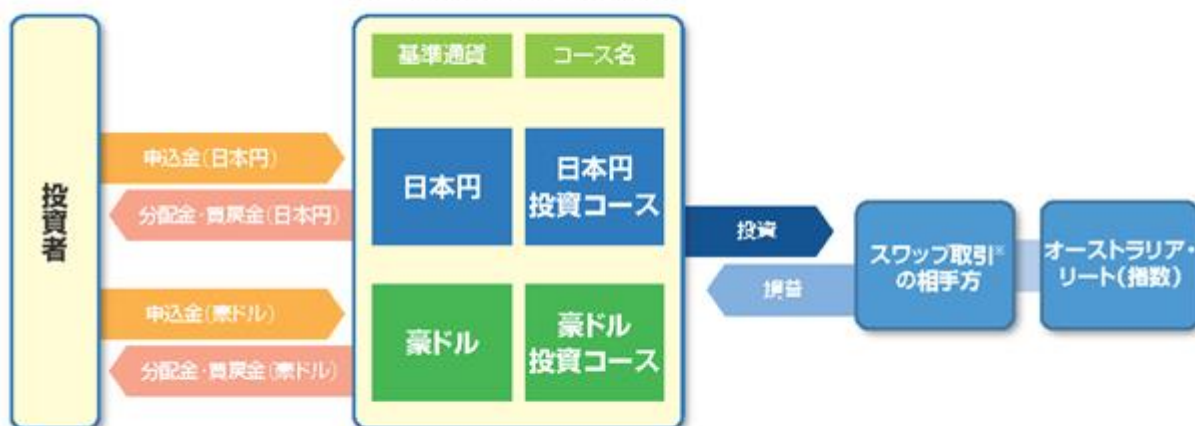 投資者
申込金(日本円)
分配金・買戻金(日本円)
申込金(豪ドル)
分配金・買戻金(豪ドル)
基準通貨
コース名
日本円
日本円
投資コース
豪ドル
豪ドル
投資コース
投資
損益
スワップ取引※
の相手方
オーストラリア・
リート(指数)